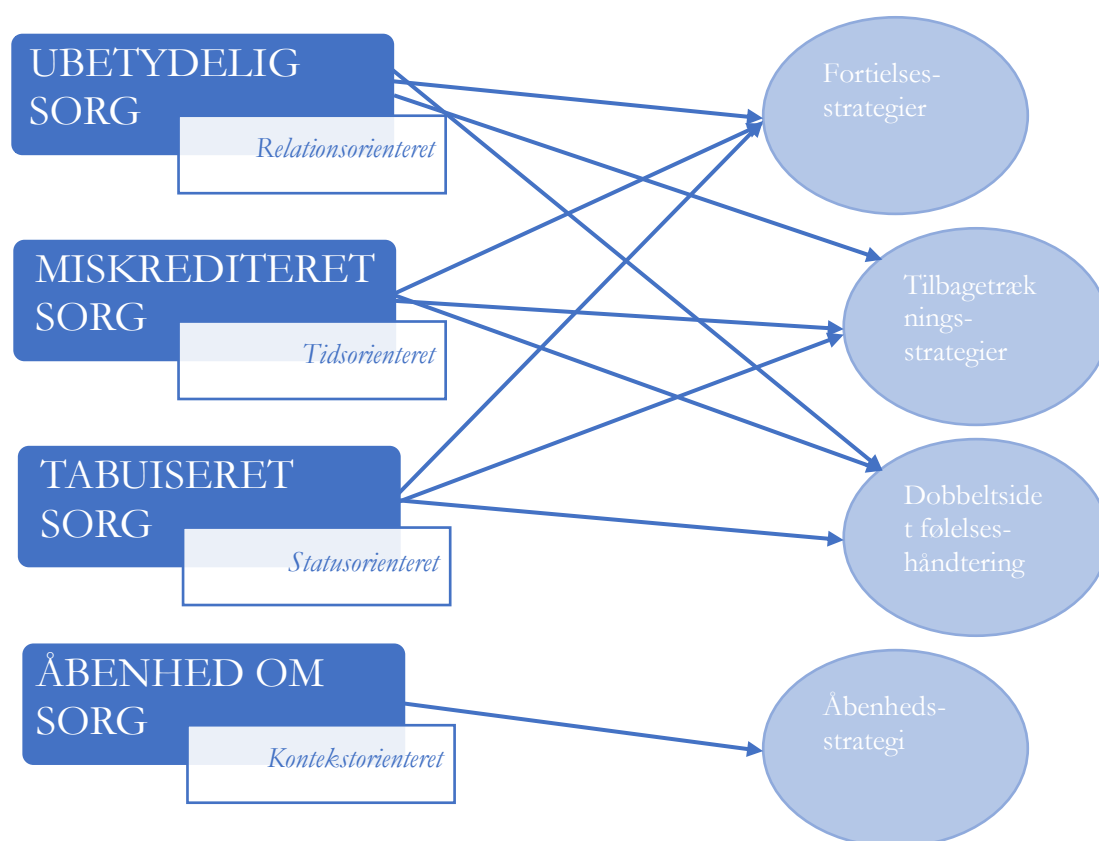 UBETYDELIG
SORG
Relationsorienteret
MISKREDITERET
SORG
Tidsorienteret
TABUISERET
SORG
Statusorienteret
ÅBENHED OM
SORG
Kontekstorienteret
Fortielses-
strategier
Tilbagetræk
nings-
strategier
Dobbeltside
t følelses-
håndtering
Åbenheds-
strategi